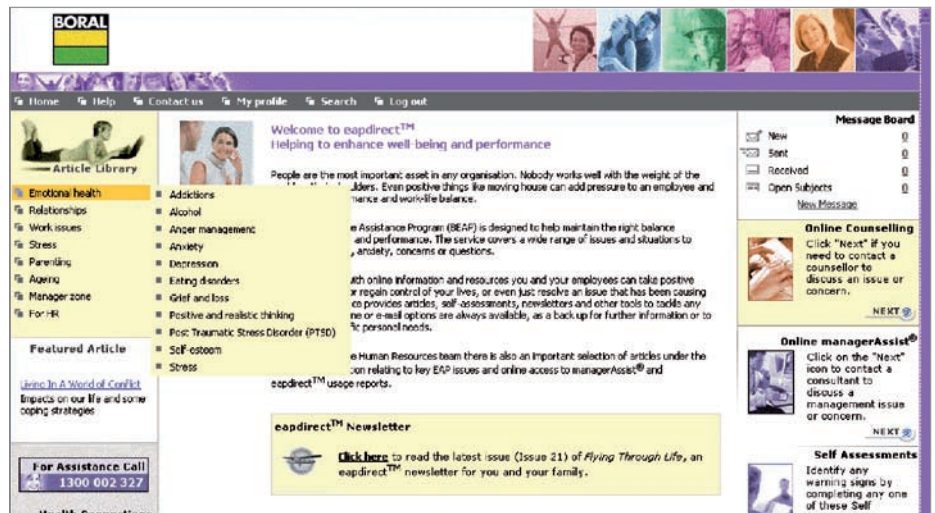 BORAL
Home Help Contact us My profile Search Log out
Article Library
Emotional health
Relationships
Work issues
Stress
Parenting
Ageing
Manager zone
For HR
Addictions
Alcohol
Anger management
Anxiety
Depression
Eating disorders
Grief and loss
Positive and realistic thinking
Post Traumatic Stress Disorder (PTSD)
Self-esteem
Stress
Featured Article
Living In A World of Conflict
Impacts on our life and some
coping strategies
For Assistance Call
1300 002 327
Welcome to eapdirect™
Helping to enhance well-being and performance
People are the most important asset in any organisation. Nobody works well with the weight of the
Even positive things like moving house can add pressure to an employee and
and work-life balance.
Assistance Program (BEAP) is designed to help maintain the right balance
and performance. The service covers a wide range of issues and situations to
, anxiety, concerns or questions.
online information and resources you and your employees can take positive
or regain control of your lives, or even just resolve an issue that has been causing
provides articles, self-assessments, newsletters and other tools to tackle any
or e-mail options are always available, as a back up for further information or to
personal needs.
Human Resources team there is also an important selection of articles under the
icon relating to key EAP issues and online access to managerAssist® and
eapdirect™ usage reports.
eapdirect™ Newsletter
Click here to read the latest issue (Issue 21) of Flying Through Life, an
eapdirect™ newsletter for you and your family.
Message Board
New 0
Sent 0
Received 0
Open Subjects 0
New Message
Online Counselling
Click "Next" if you
need to contact a
counsellor to
discuss an issue or
concern.
NEXT
Online managerAssist®
Click on the "Next"
icon to contact a
consultant to
discuss a
management issue
or concern.
NEXT
Self Assessments
Identify any
warning signs by
completing any one
of these Self